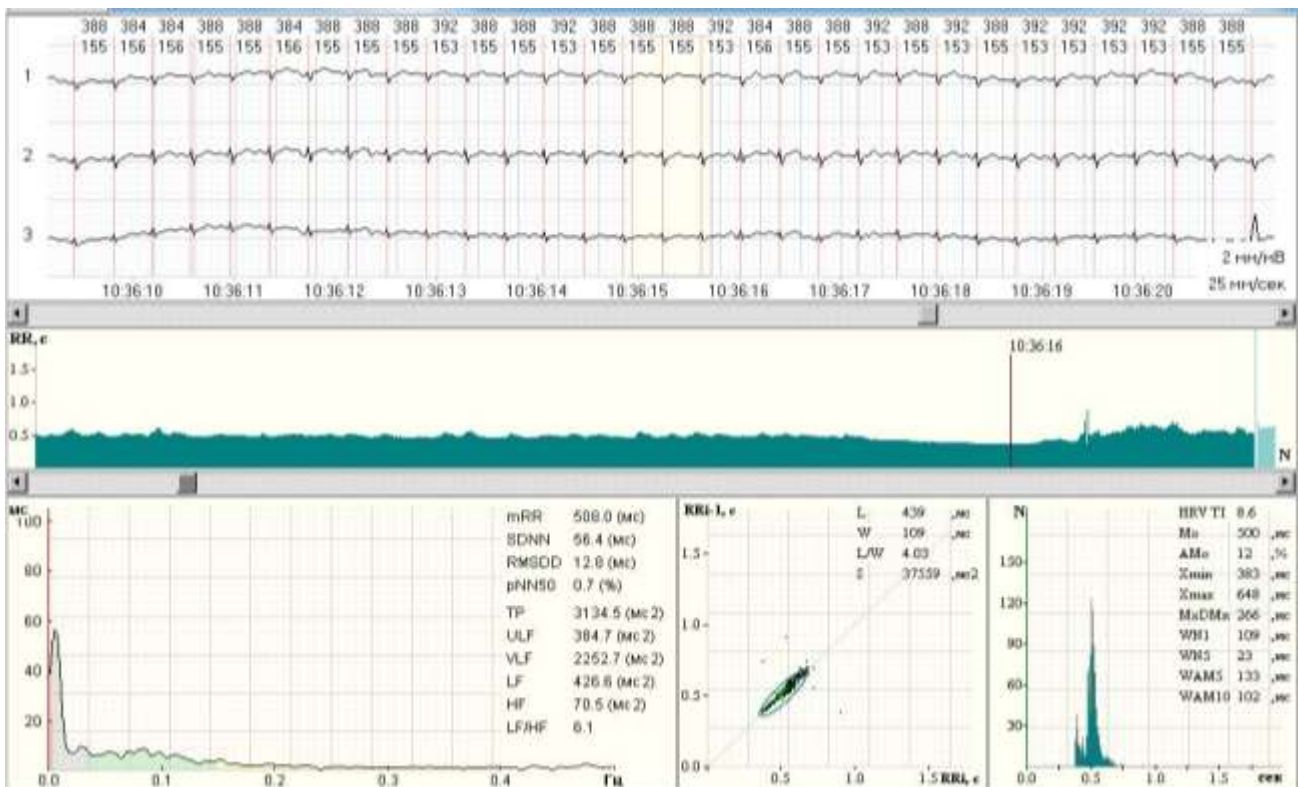 388 384 384 388 388 384 388 388 388 392 388 388 392 388 388 388 392 384 388 392 392 388 392 388 392 392 392 392 388 388
155 156 156 155 155 156 155 155 155 153 155 155 153 155 155 155 153 156 155 153 153 155 153 155 153 153 153 153 155 155
1
2
3
2 мм/мВ
25 мм/сек
10:36:10 10:36:11 10:36:12 10:36:13 10:36:14 10:36:15 10:36:16 10:36:17 10:36:18 10:36:19 10:36:20
RR, с
10:36:16
1.5
1.0
0.5
N
мс
100
80
60
40
20
0.0 0.1 0.2 0.3 0.4 Гц
mRR 508.0 (мс)
SDNN 56.4 (мс)
RMSDD 12.8 (мс)
pNN50 0.7 (%)
TP 3134.5 (мс2)
ULF 384.7 (мс2)
VLF 2252.7 (мс2)
LF 426.6 (мс2)
HF 70.5 (мс2)
LF/HF 6.1
RRi-1, с
L 439 ,мс
W 109 ,мс
L/W 4.03
S 37559 ,мс2
1.5
1.0
0.5
0.0
0.5 1.0 1.5 RRi, с
N
150
120
90
60
30
0.0 0.5 1.0 1.5 сек
HRV TI 8.6
Mo 500 ,мс
AMo 12 ,%
Xmin 383 ,мс
Xmax 648 ,мс
MxDMn 266 ,мс
WN1 109 ,мс
WN5 23 ,мс
WAM5 133 ,мс
WAM10 102 ,мс